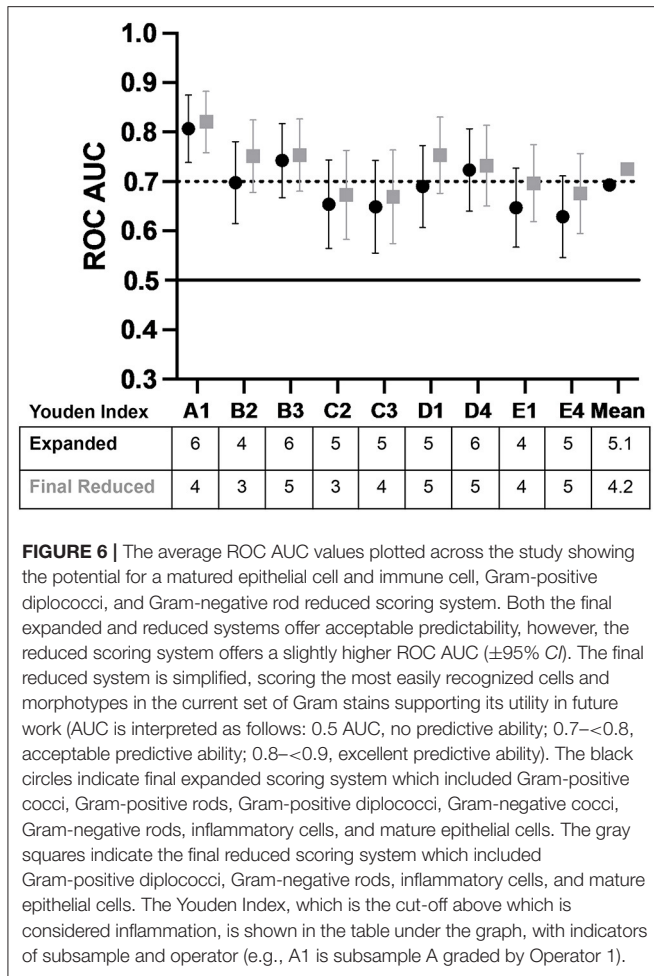 1.0
0.9
0.8
0.7
0.6
0.5
0.4
0.3
ROC AUC
Youden Index A1 B2 B3 C2 C3 D1 D4 E1 E4 Mean
Expanded 6 4 6 5 5 5 6 4 5 5.1
Final Reduced 4 3 5 3 4 5 5 4 5 4.2
FIGURE 6 | The average ROC AUC values plotted across the study showing
the potential for a matured epithelial cell and immune cell, Gram-positive
diplococci, and Gram-negative rod reduced scoring system. Both the final
expanded and reduced systems offer acceptable predictability, however, the
reduced scoring system offers a slightly higher ROC AUC (±95% CI). The final
reduced system is simplified, scoring the most easily recognized cells and
morphotypes in the current set of Gram stains supporting its utility in future
work (AUC is interpreted as follows: 0.5 AUC, no predictive ability; 0.7–<0.8,
acceptable predictive ability; 0.8–<0.9, excellent predictive ability). The black
circles indicate final expanded scoring system which included Gram-positive
cocci, Gram-positive rods, Gram-positive diplococci, Gram-negative cocci,
Gram-negative rods, inflammatory cells, and mature epithelial cells. The gray
squares indicate the final reduced scoring system which included
Gram-positive diplococci, Gram-negative rods, inflammatory cells, and mature
epithelial cells. The Youden Index, which is the cut-off above which is
considered inflammation, is shown in the table under the graph, with indicators
of subsample and operator (e.g., A1 is subsample A graded by Operator 1).